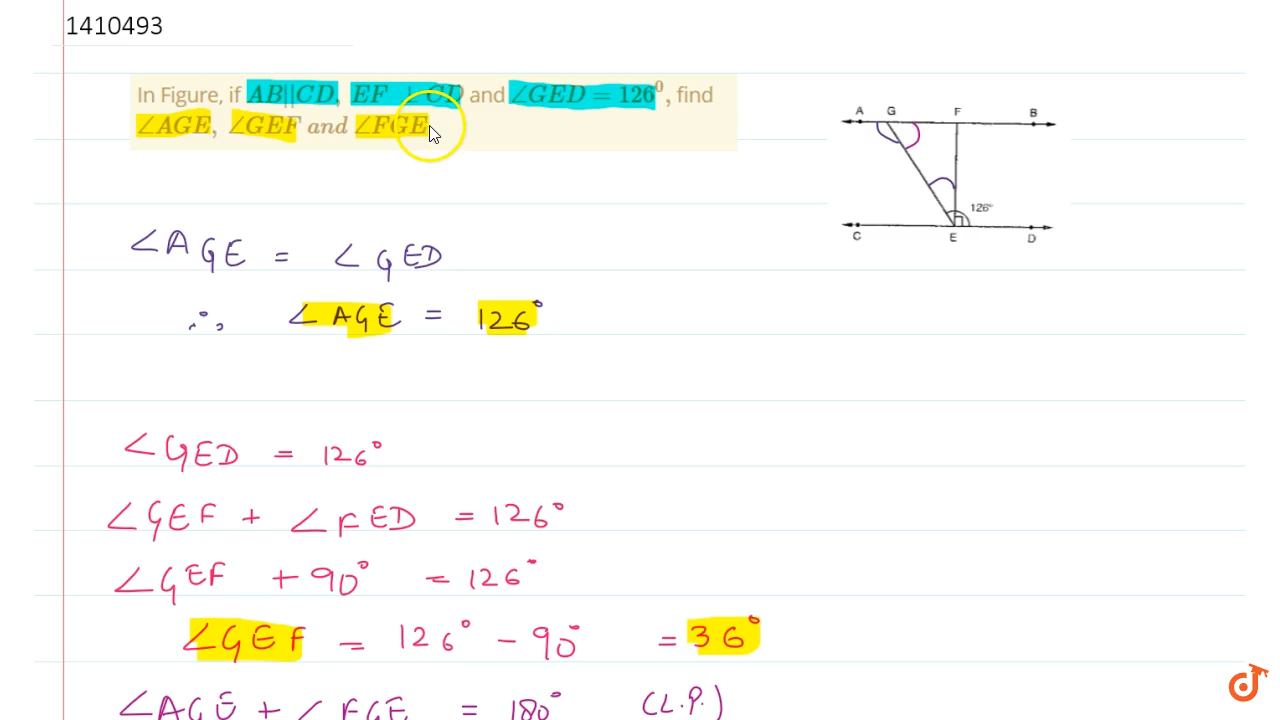 1410493
In Figure, if AB||CD, EF ⊥ CD and ∠GED = 126⁰, find
∠AGE, ∠GEF and ∠FGE
A G F B
126°
C E D
∠AGE = ∠GED
∴ ∠AGE = 126°
∠GED = 126°
∠GEF + ∠FED = 126°
∠GEF + 90° = 126°
∠GEF = 126° - 90° = 36°
∠AGE + ∠FGE = 180° (L.P.)